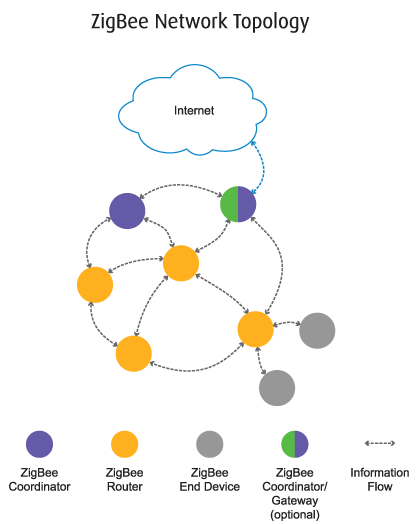 ZigBee Network Topology
Internet
ZigBee
Coordinator
ZigBee
Router
ZigBee
End Device
ZigBee
Coordinator/
Gateway
(optional)
Information
Flow